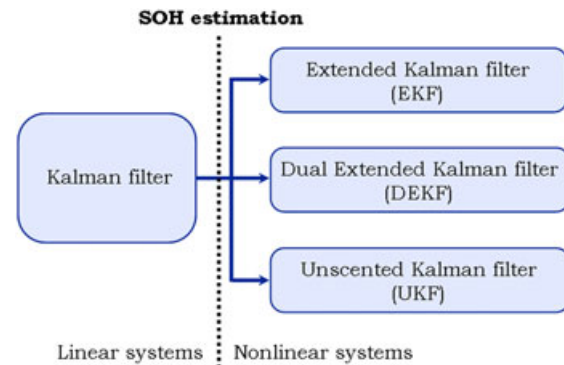 SOH estimation
Kalman filter
Extended Kalman filter
(EKF)
Dual Extended Kalman filter
(DEKF)
Unscented Kalman filter
(UKF)
Linear systems
Nonlinear systems